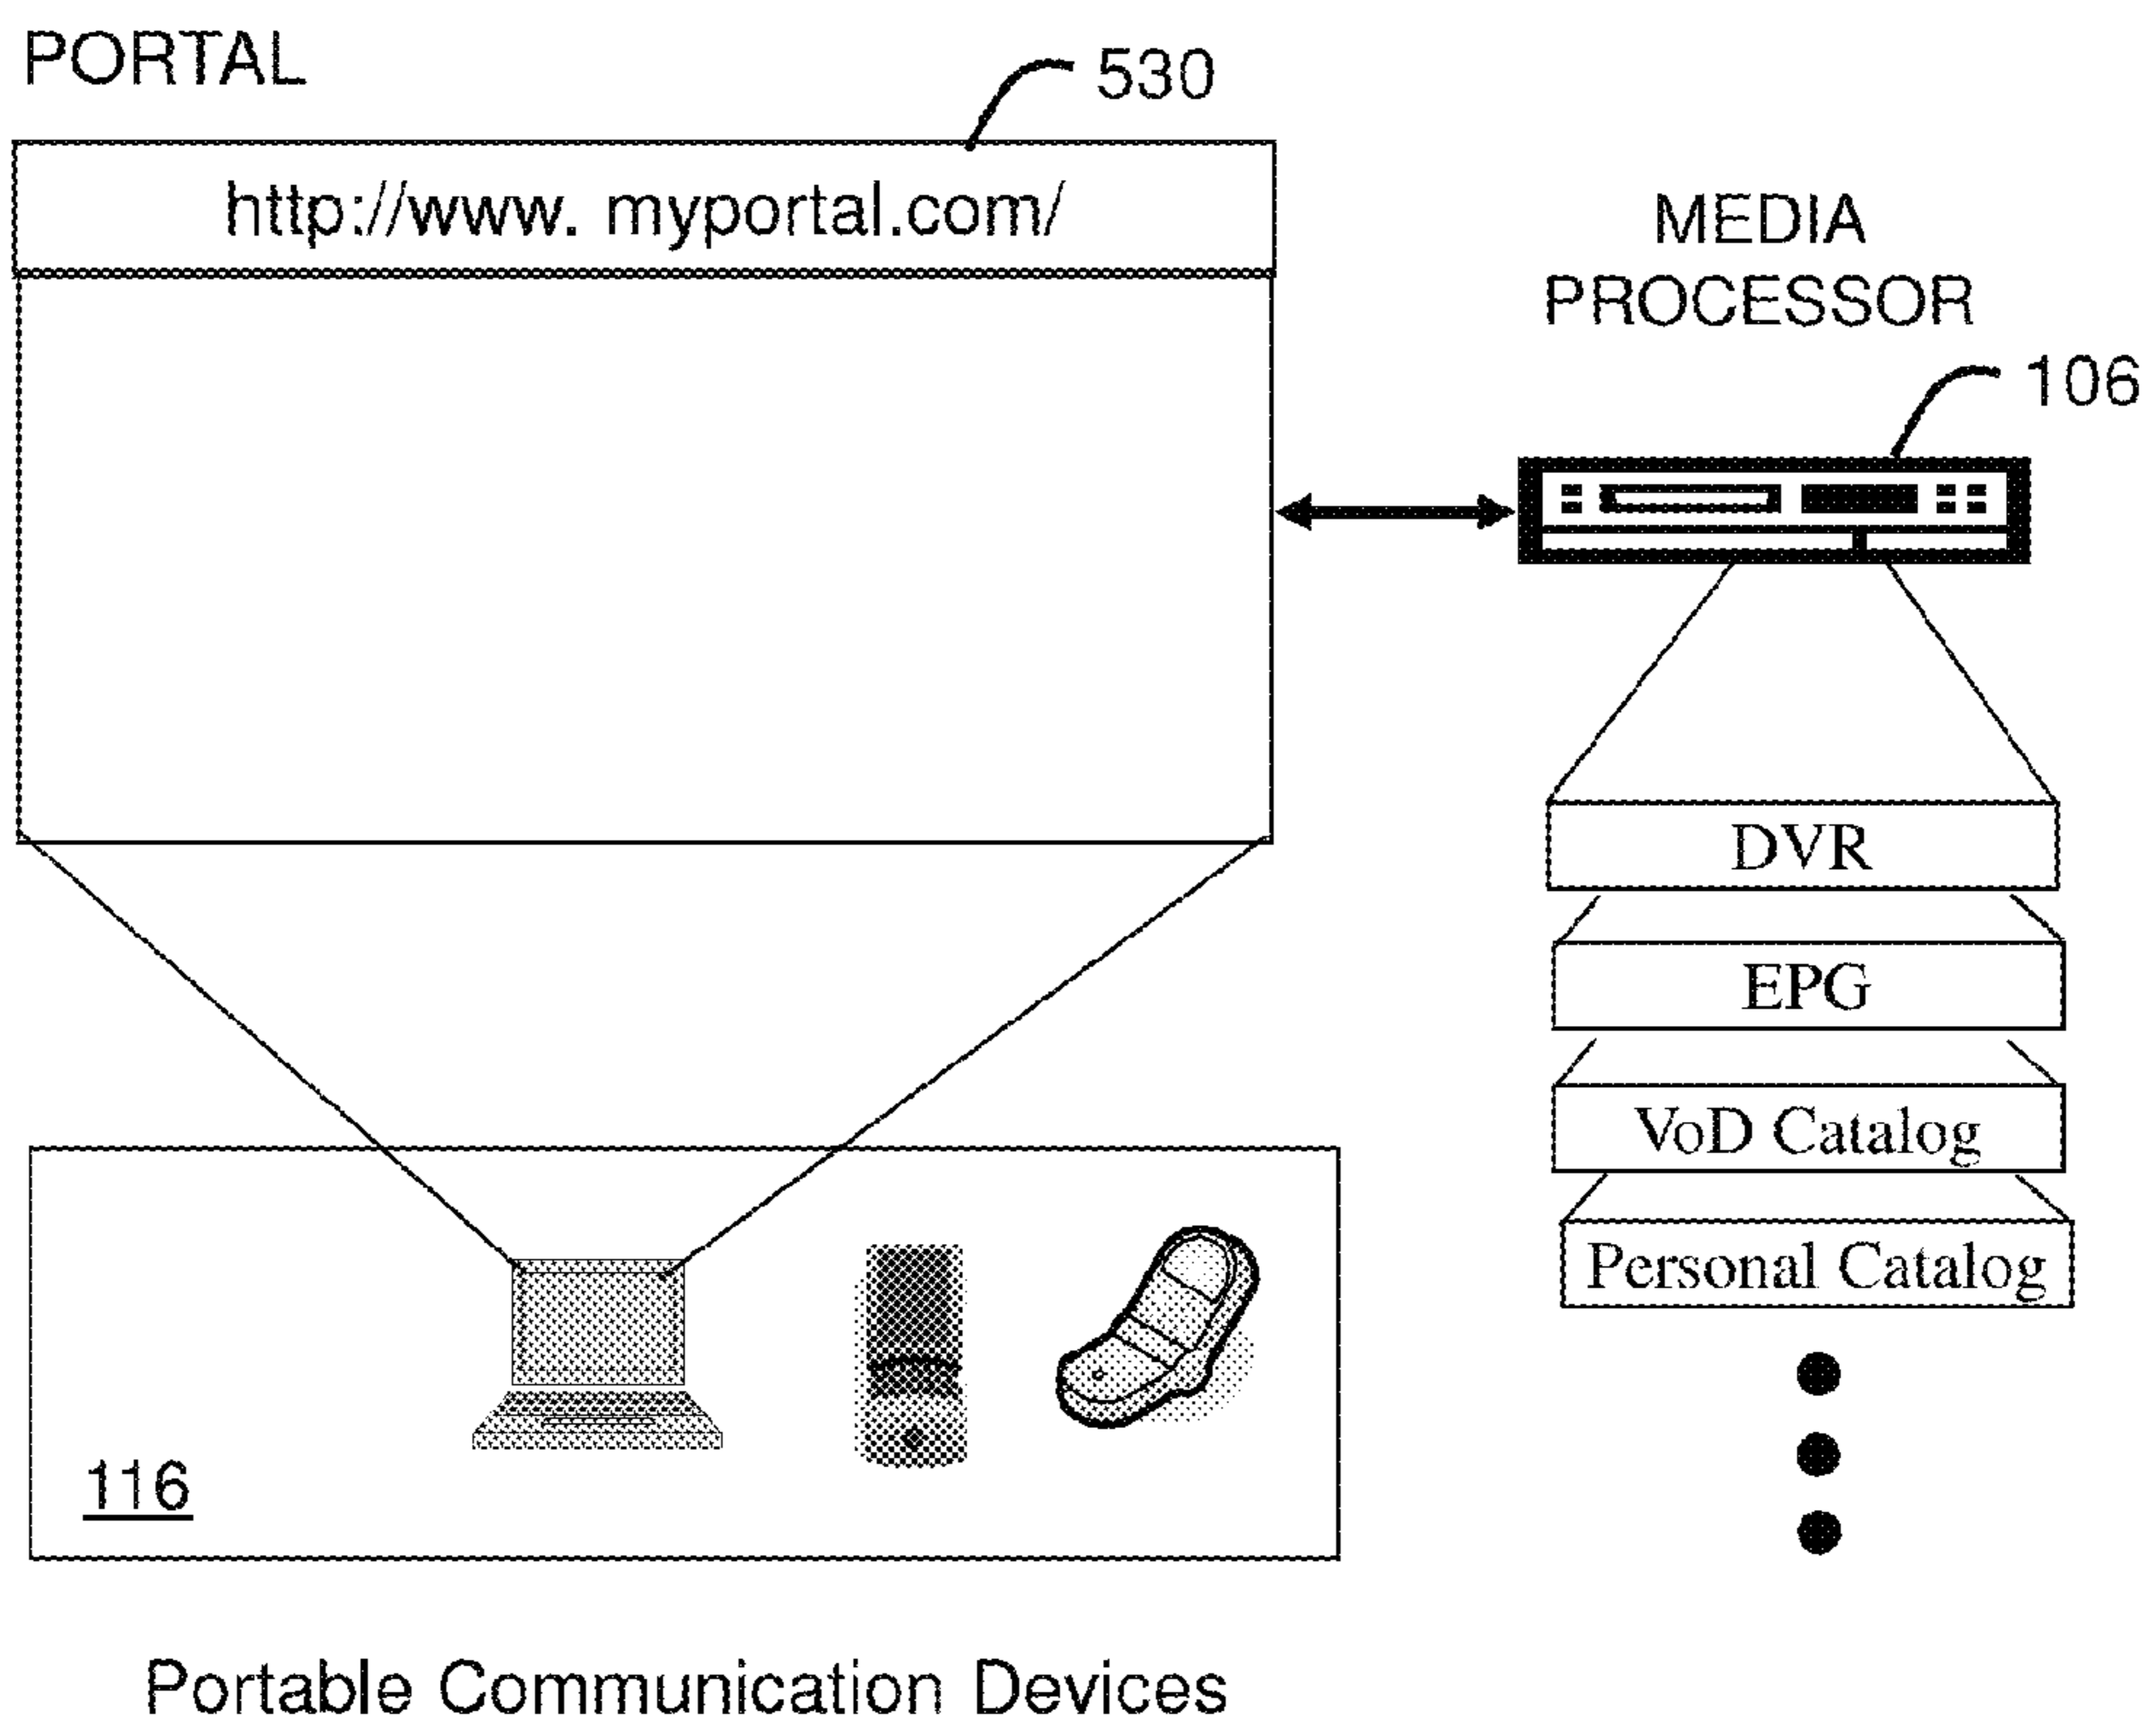 PORTAL
530
http://www. myportal.com/
MEDIA
PROCESSOR
106
DVR
EPG
VoD Catalog
Personal Catalog
116
Portable Communication Devices